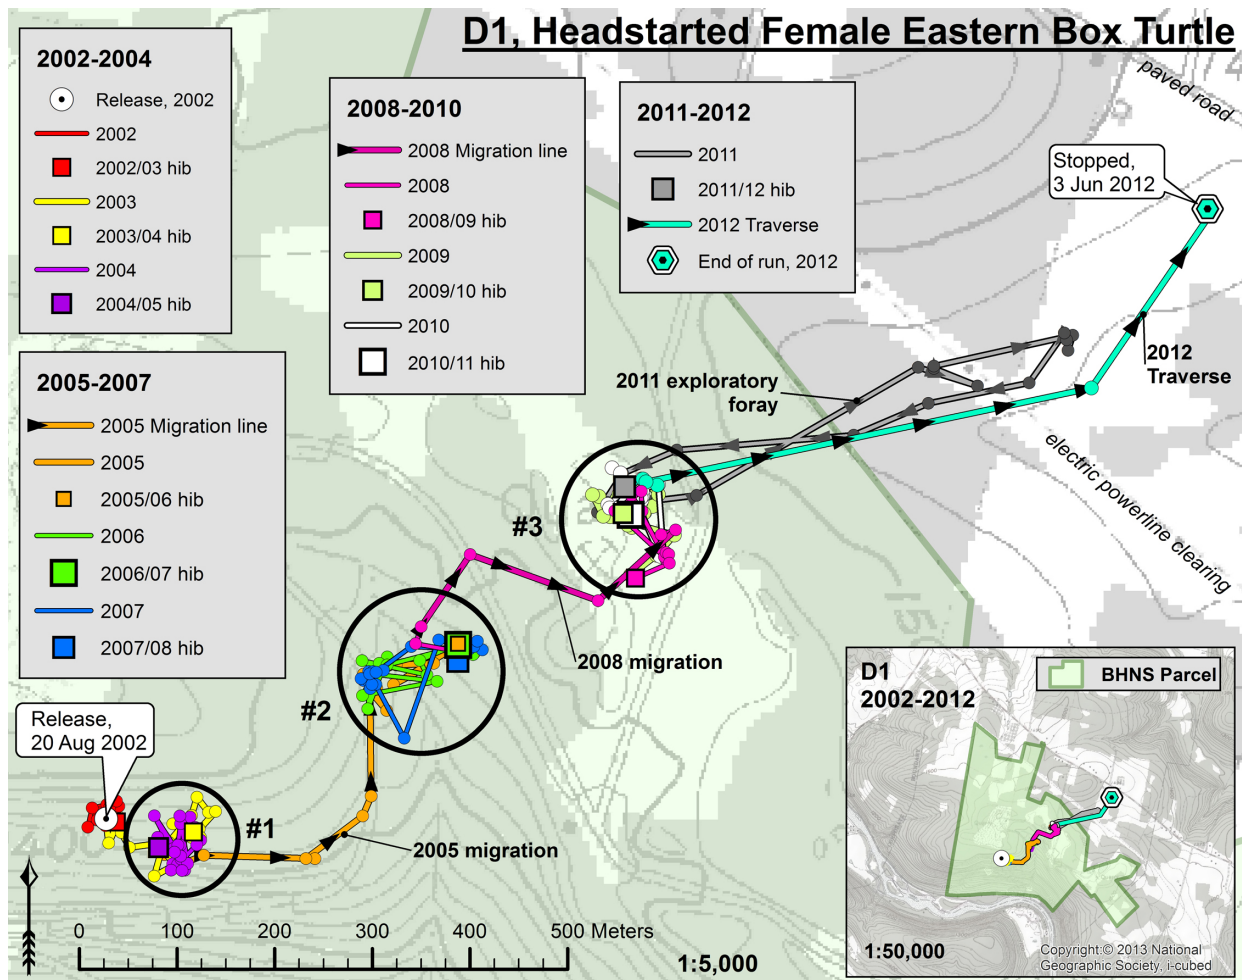 D1, Headstarted Female Eastern Box Turtle
2002-2004
Release, 2002
2002
2002/03 hib
2003
2003/04 hib
2004
2004/05 hib
2005-2007
2005 Migration line
2005
2005/06 hib
2006
2006/07 hib
2007
2007/08 hib
2008-2010
2008 Migration line
2008
2008/09 hib
2009
2009/10 hib
2010
2010/11 hib
2011-2012
2011
2011/12 hib
2012 Traverse
End of run, 2012
paved road
Stopped,
3 Jun 2012
2012
Traverse
2011 exploratory
foray
electric powerline clearing
#3
2008 migration
#2
Release,
20 Aug 2002
#1
2005 migration
400
0 100 200 300 400 500 Meters
1:5,000
D1
2002-2012
BHNS Parcel
1:50,000
Copyright:© 2013 National
Geographic Society, i-cubed